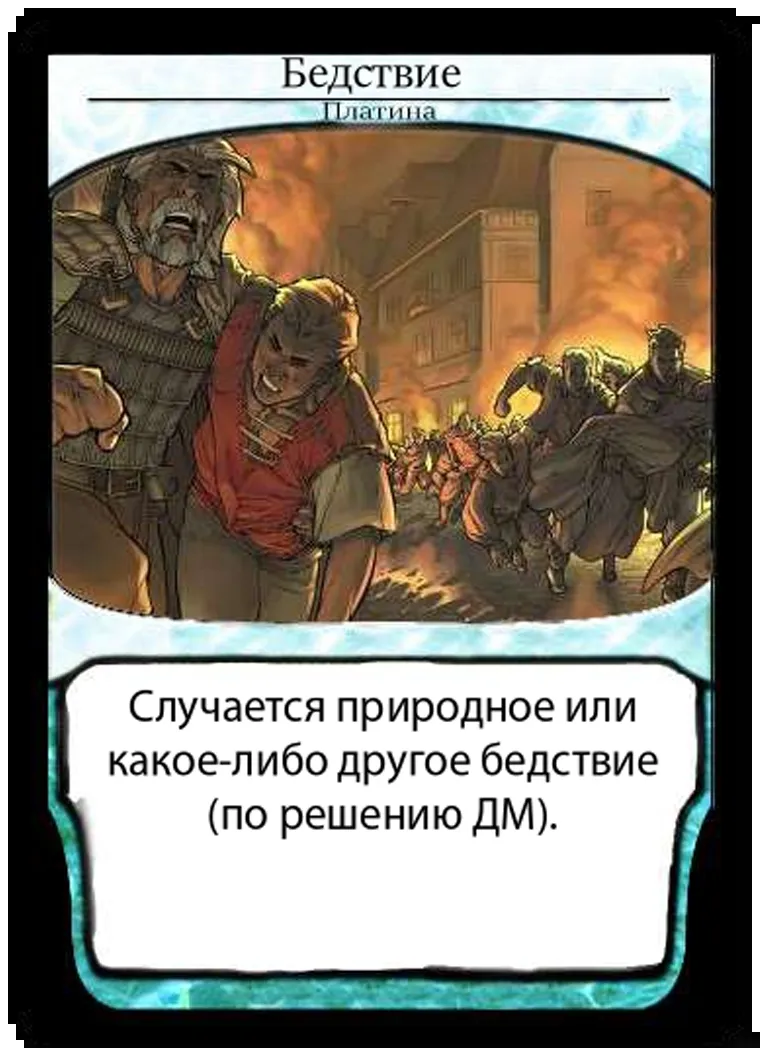 Бедствие
Платина
Случается природное или
какое-либо другое бедствие
(по решению ДМ).